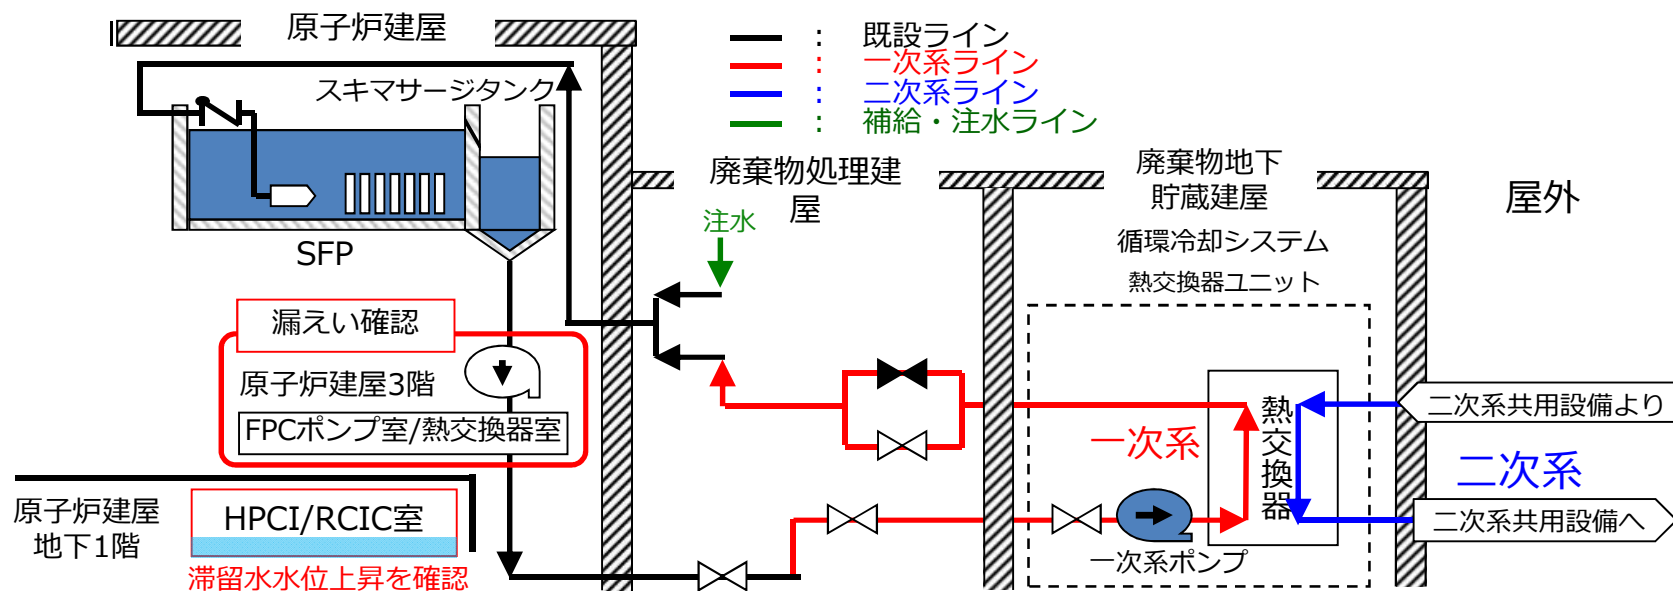 原子炉建屋
: 既設ライン
: 一次系ライン
: 二次系ライン
: 補給・注水ライン
スキマサージタンク
SFP
廃棄物処理建
屋
注水
廃棄物地下
貯蔵建屋
循環冷却システム
熱交換器ユニット
屋外
漏えい確認
原子炉建屋3階
FPCポンプ室/熱交換器室
原子炉建屋
地下1階
HPCI/RCIC室
滞留水水位上昇を確認
一次系
熱交換器
一次系ポンプ
二次系共用設備より
二次系
二次系共用設備へ